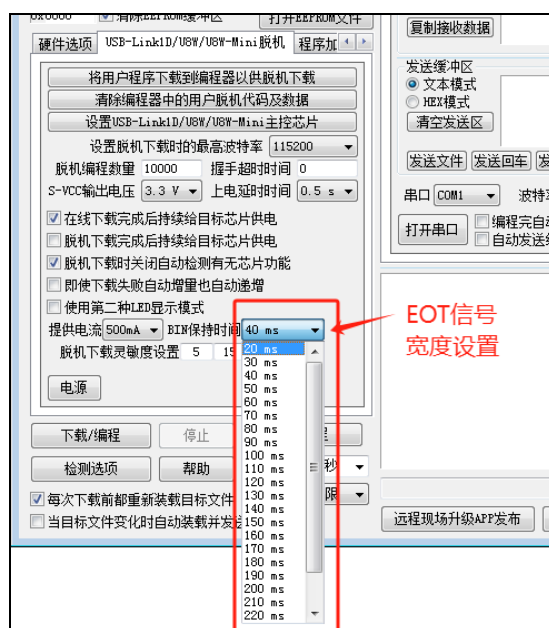 0x0000 清除EEPROM缓冲区 打开EEPROM文件
硬件选项 USB-Link1D/U8W/U8W-Mini脱机 程序加
将用户程序下载到编程器以供脱机下载
清除编程器中的用户脱机代码及数据
设置USB-Link1D/U8W/U8W-Mini主控芯片
设置脱机下载时的最高波特率 115200
脱机编程数量 10000 握手超时时间 0
S-VCC输出电压 3.3 V 上电延时时间 0.5 s
在线下载完成后持续给目标芯片供电
脱机下载完成后持续给目标芯片供电
脱机下载时关闭自动检测有无芯片功能
即使下载失败自动增量也自动递增
使用第二种LED显示模式
提供电流 500mA BIN保持时间 40 ms
脱机下载灵敏度设置 5 15
电源
20 ms
30 ms
40 ms
50 ms
60 ms
70 ms
80 ms
90 ms
100 ms
110 ms
120 ms
130 ms
140 ms
150 ms
160 ms
170 ms
180 ms
190 ms
200 ms
210 ms
220 ms
下载/编程 停止
检测选项 帮助 秒
每次下载前都重新装载目标文件 限
当目标文件变化时自动装载并发
复制接收数据
发送缓冲区
文本模式
HEX模式
清空发送区
发送文件 发送回车 发
串口 COM1 波特率
打开串口 编程完自
自动发送
EOT信号
宽度设置
远程现场升级APP发布